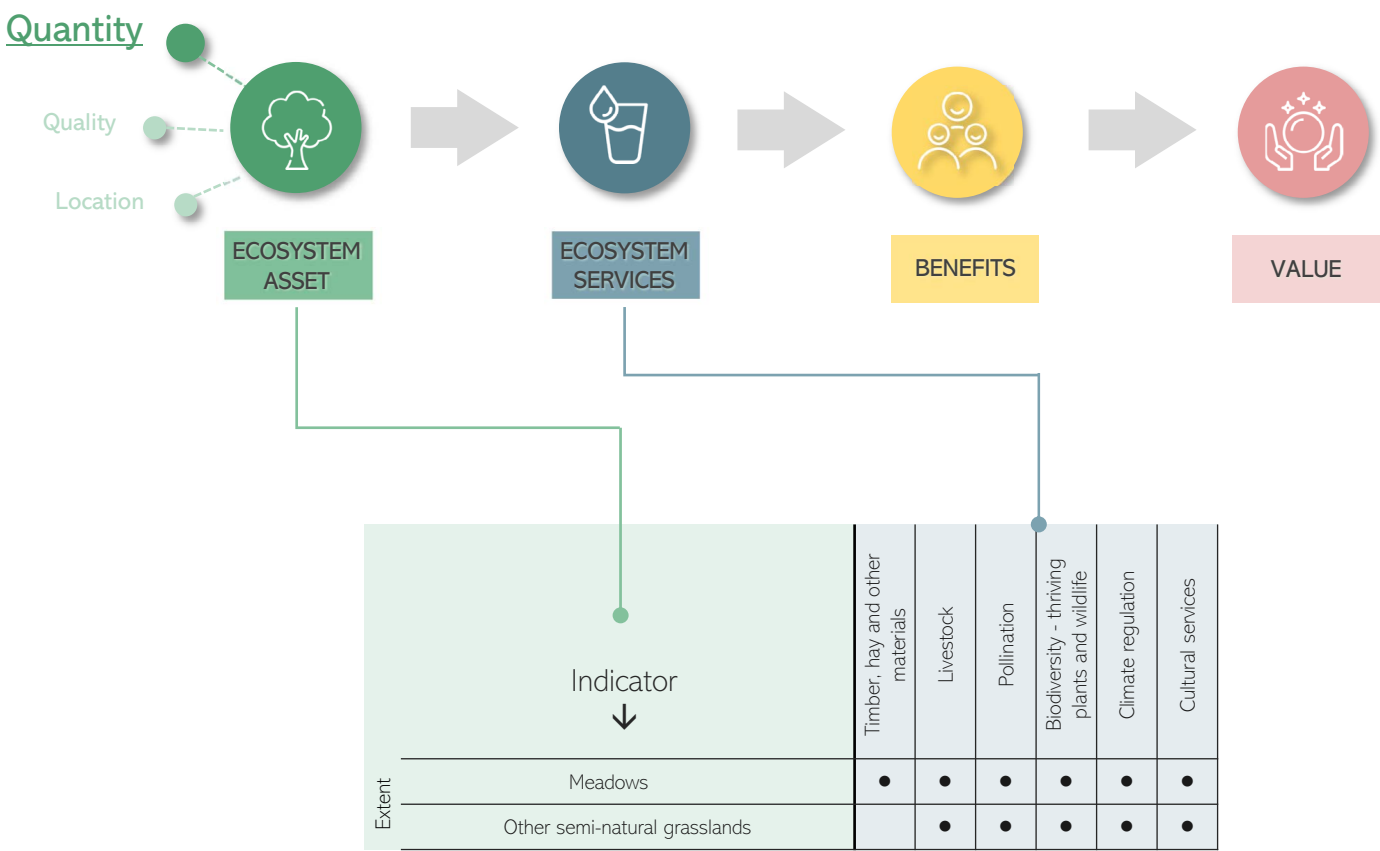 Quantity
Quality
Location
ECOSYSTEM
ASSET
ECOSYSTEM
SERVICES
BENEFITS
VALUE
Indicator
↓
Timber, hay and other
materials
Livestock
Pollination
Biodiversity - thriving
plants and wildlife
Climate regulation
Cultural services
Extent
Meadows ● ● ● ● ● ●
Other semi-natural grasslands ● ● ● ● ●